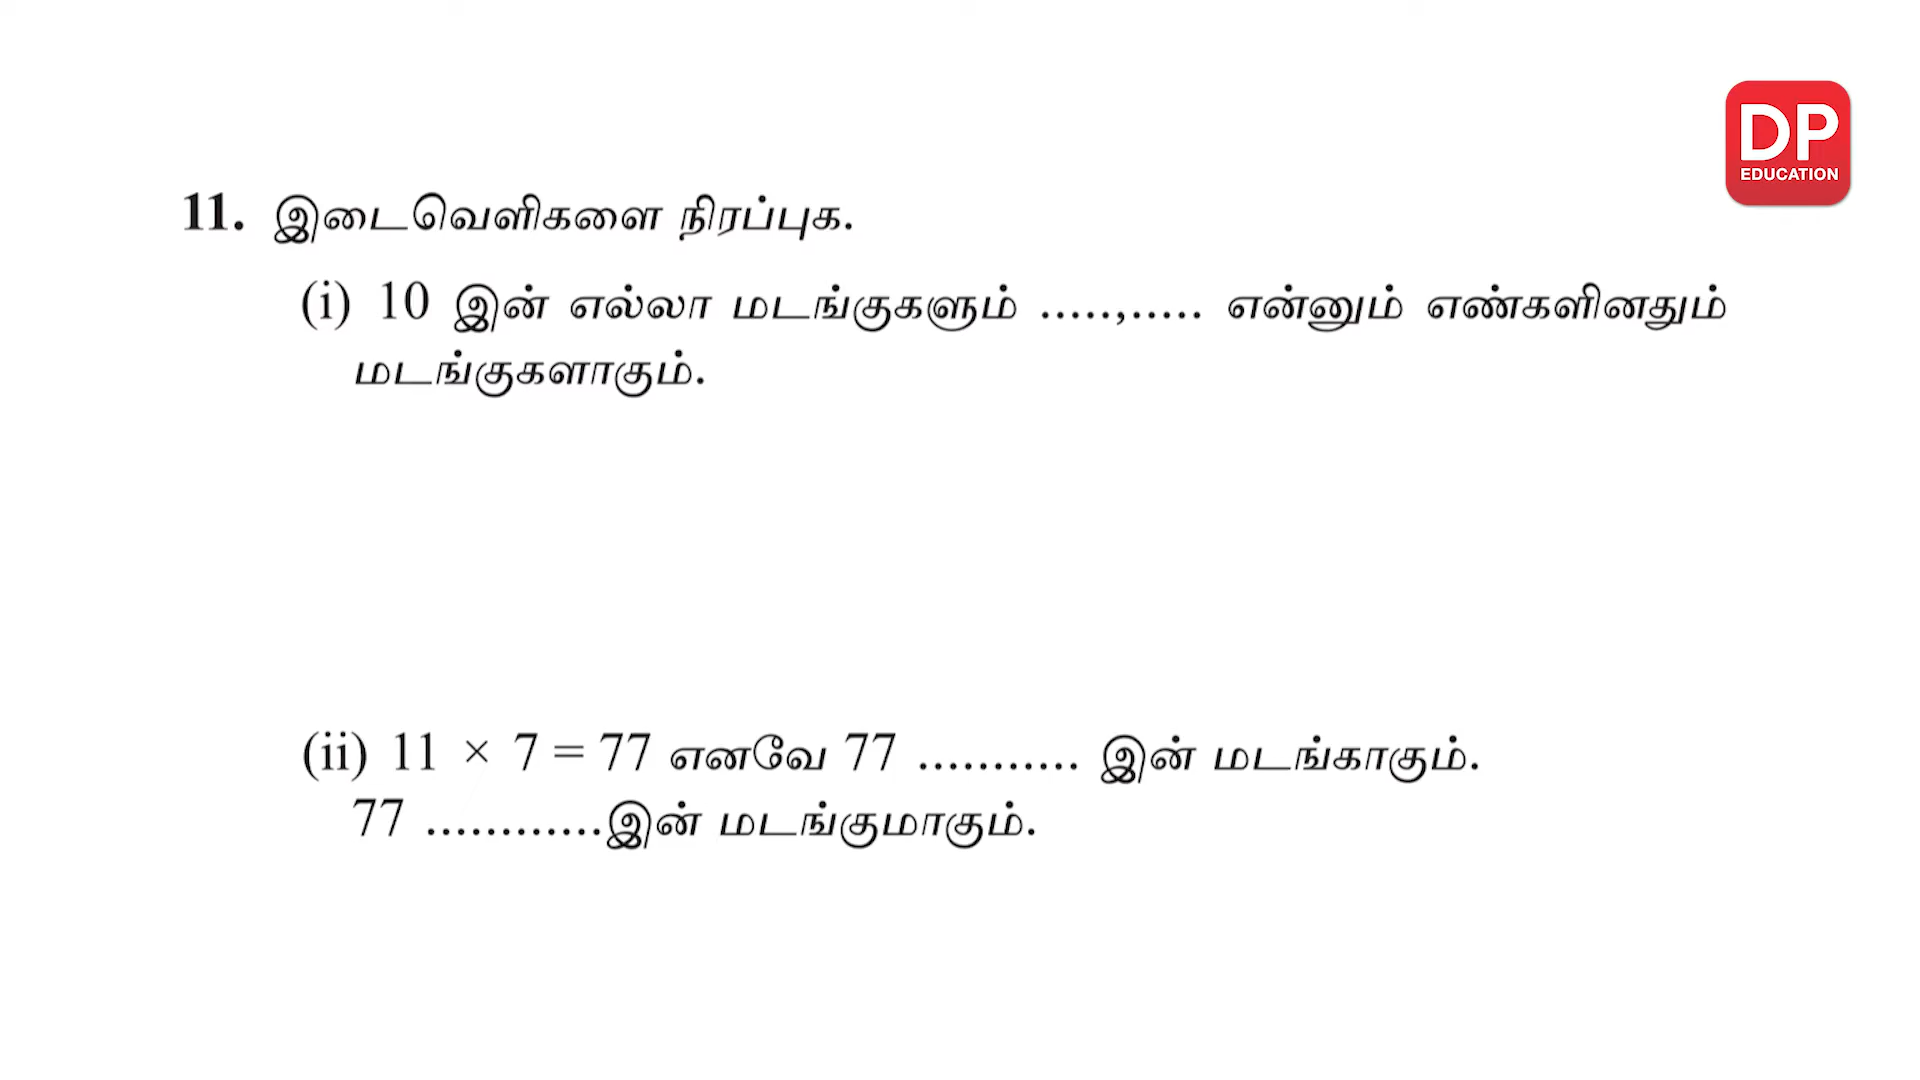 DP
EDUCATION
11. இடைவெளிகளை நிரப்புக.
(i) 10 இன் எல்லா மடங்குகளும் .....,..... என்னும் எண்களினதும்
மடங்குகளாகும்.
(ii) 11 × 7 = 77 எனவே 77 ........... இன் மடங்காகும்.
77 ............இன் மடங்குமாகும்.